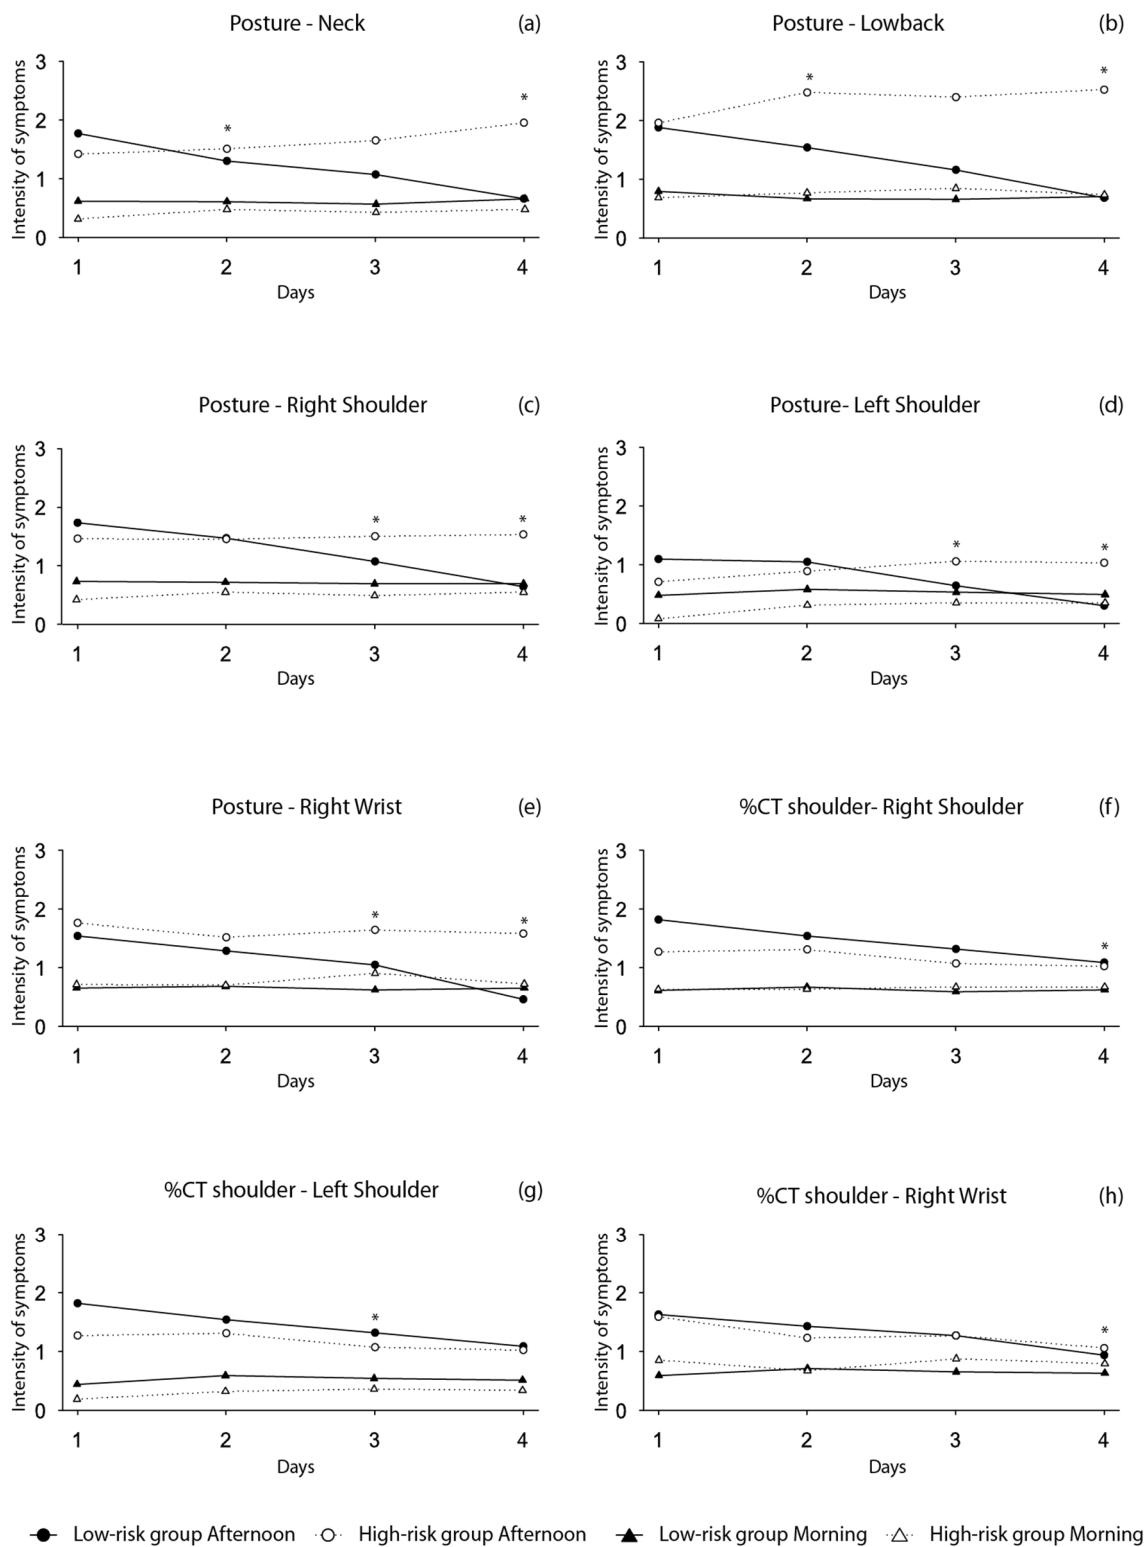 Posture - Neck (a)
Intensity of symptoms
3
2
1
0
*
*
1 2 3 4
Days
Posture - Lowback (b)
Intensity of symptoms
3
2
1
0
*
*
1 2 3 4
Days
Posture - Right Shoulder (c)
Intensity of symptoms
3
2
1
0
*
*
1 2 3 4
Days
Posture- Left Shoulder (d)
Intensity of symptoms
3
2
1
0
*
*
1 2 3 4
Days
Posture - Right Wrist (e)
Intensity of symptoms
3
2
1
0
*
*
1 2 3 4
Days
%CT shoulder- Right Shoulder (f)
Intensity of symptoms
3
2
1
0
*
1 2 3 4
Days
%CT shoulder - Left Shoulder (g)
Intensity of symptoms
3
2
1
0
*
1 2 3 4
Days
%CT shoulder - Right Wrist (h)
Intensity of symptoms
3
2
1
0
*
1 2 3 4
Days
Low-risk group Afternoon High-risk group Afternoon Low-risk group Morning High-risk group Morning